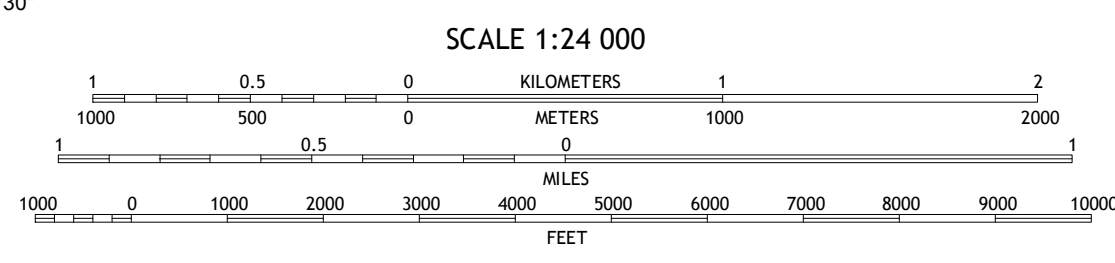 30"
SCALE 1:24 000
1 0.5 0 KILOMETERS 1 2
1000 500 0 METERS 1000 2000
1 0.5 0 1
MILES
1000 0 1000 2000 3000 4000 5000 6000 7000 8000 9000 10000
FEET